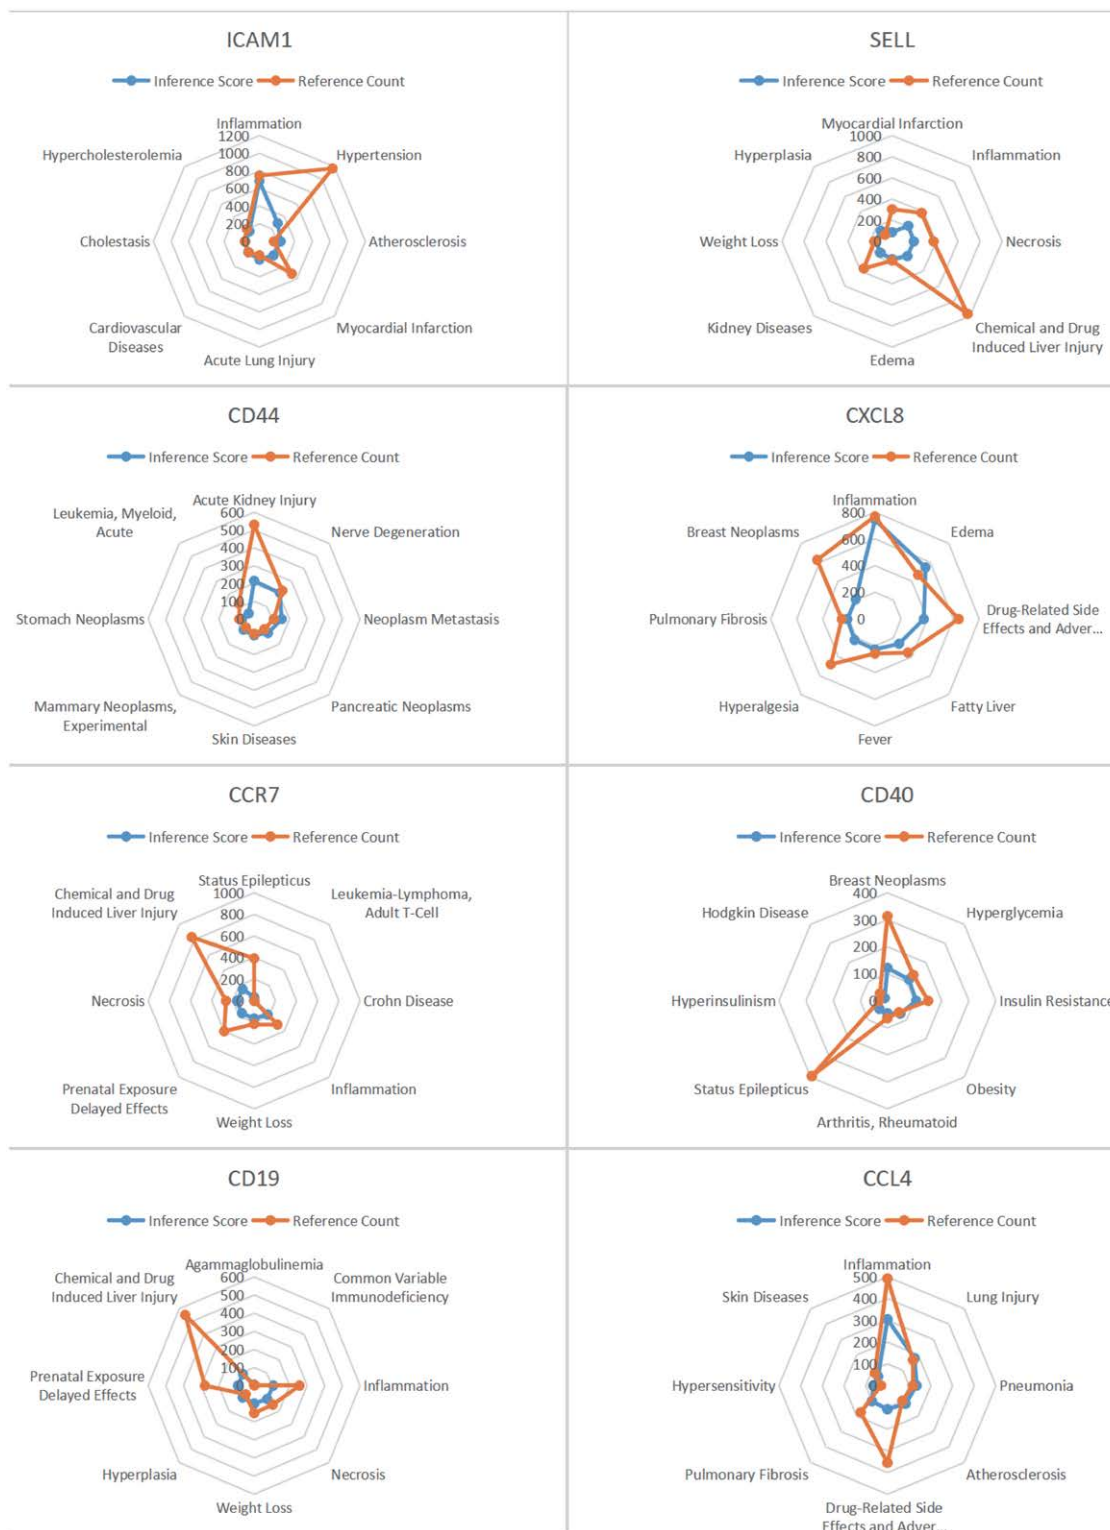 ICAM1
Inference Score Reference Count
Inflammation
1200
1000
800
600
400
200
0
Hypertension
Atherosclerosis
Myocardial Infarction
Acute Lung Injury
Cardiovascular
Diseases
Cholestasis
Hypercholesterolemia
SELL
Inference Score Reference Count
Myocardial Infarction
1000
800
600
400
200
0
Inflammation
Necrosis
Chemical and Drug
Induced Liver Injury
Edema
Kidney Diseases
Weight Loss
Hyperplasia
CD44
Inference Score Reference Count
Acute Kidney Injury
600
500
400
300
200
100
0
Nerve Degeneration
Neoplasm Metastasis
Pancreatic Neoplasms
Skin Diseases
Mammary Neoplasms,
Experimental
Stomach Neoplasms
Leukemia, Myeloid,
Acute
CXCL8
Inference Score Reference Count
Inflammation
800
600
400
200
0
Edema
Drug-Related Side
Effects and Adver...
Fatty Liver
Fever
Hyperalgesia
Pulmonary Fibrosis
Breast Neoplasms
CCR7
Inference Score Reference Count
Status Epilepticus
1000
800
600
400
200
0
Leukemia-Lymphoma,
Adult T-Cell
Crohn Disease
Inflammation
Weight Loss
Prenatal Exposure
Delayed Effects
Necrosis
Chemical and Drug
Induced Liver Injury
CD40
Inference Score Reference Count
Breast Neoplasms
400
300
200
100
0
Hyperglycemia
Insulin Resistance
Obesity
Arthritis, Rheumatoid
Status Epilepticus
Hyperinsulinism
Hodgkin Disease
CD19
Inference Score Reference Count
Agammaglobulinemia
600
500
400
300
200
100
0
Common Variable
Immunodeficiency
Inflammation
Necrosis
Weight Loss
Hyperplasia
Prenatal Exposure
Delayed Effects
Chemical and Drug
Induced Liver Injury
CCL4
Inference Score Reference Count
Inflammation
500
400
300
200
100
0
Lung Injury
Pneumonia
Atherosclerosis
Drug-Related Side
Effects and Adver...
Pulmonary Fibrosis
Hypersensitivity
Skin Diseases